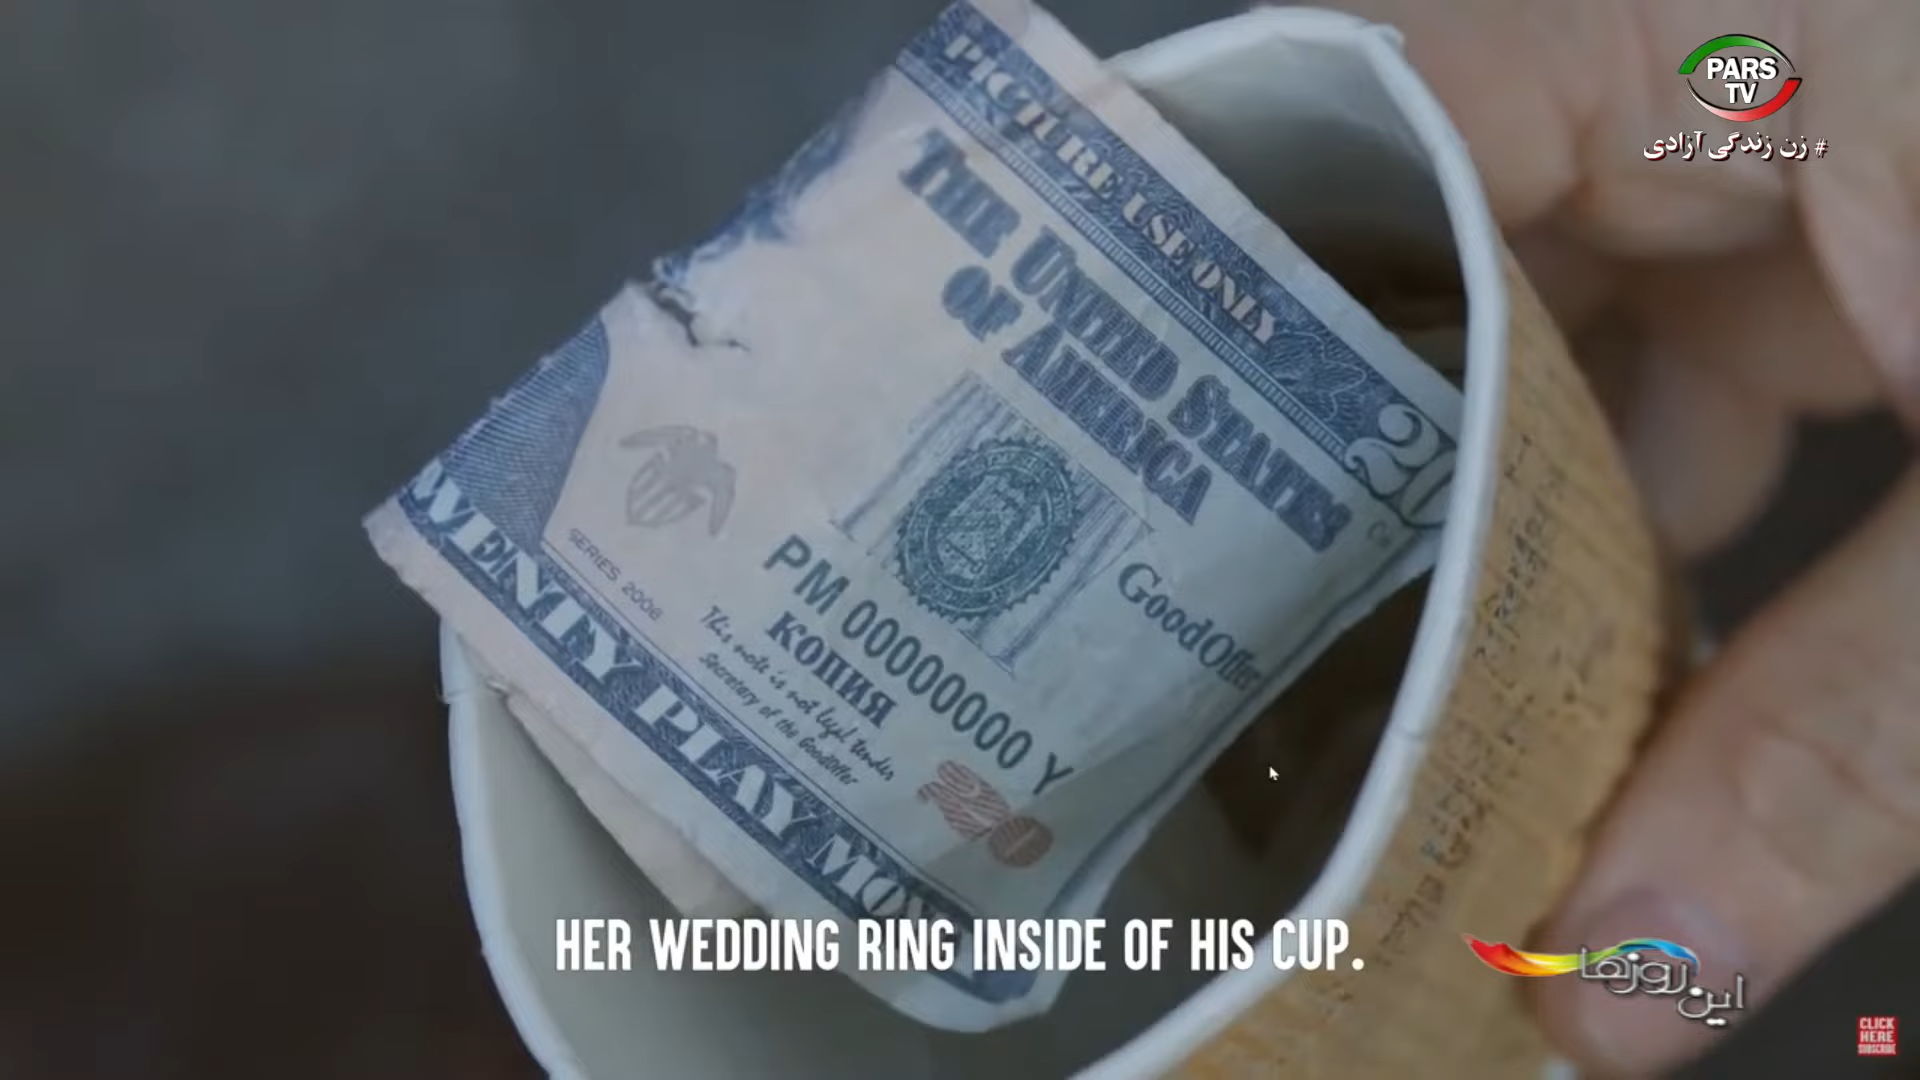 PARS
TV
# زن زندگی آزادی
PICTURE USE ONLY
20
THE UNITED STATES
OF AMERICA
GoodOffer
SERIES 2006
PM 00000000 Y
КОПИЯ
This note is not legal tender
Secretary of the GoodOffer
20
TWENTY PLAY MON
HER WEDDING RING INSIDE OF HIS CUP.
این روزها
CLICK
HERE
SUBSCRIBE